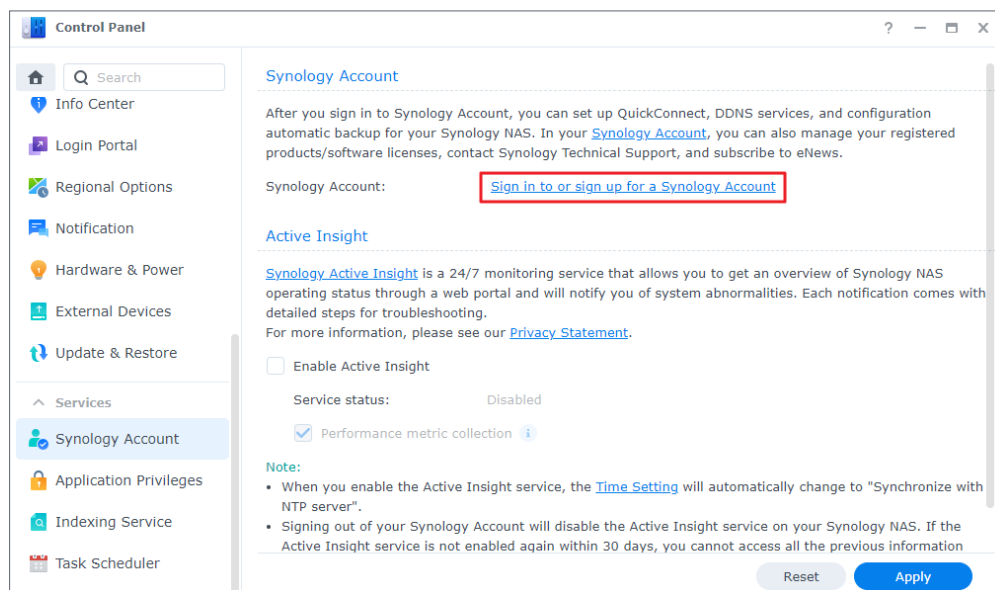 Control Panel
?
Search
Info Center
Login Portal
Regional Options
Notification
Hardware & Power
External Devices
Update & Restore
Services
Synology Account
Application Privileges
Indexing Service
Task Scheduler
Synology Account
After you sign in to Synology Account, you can set up QuickConnect, DDNS services, and configuration
automatic backup for your Synology NAS. In your Synology Account, you can also manage your registered
products/software licenses, contact Synology Technical Support, and subscribe to eNews.
Synology Account: Sign in to or sign up for a Synology Account
Active Insight
Synology Active Insight is a 24/7 monitoring service that allows you to get an overview of Synology NAS
operating status through a web portal and will notify you of system abnormalities. Each notification comes with
detailed steps for troubleshooting.
For more information, please see our Privacy Statement.
Enable Active Insight
Service status: Disabled
Performance metric collection i
Note:
• When you enable the Active Insight service, the Time Setting will automatically change to "Synchronize with
NTP server".
• Signing out of your Synology Account will disable the Active Insight service on your Synology NAS. If the
Active Insight service is not enabled again within 30 days, you cannot access all the previous information
Reset Apply